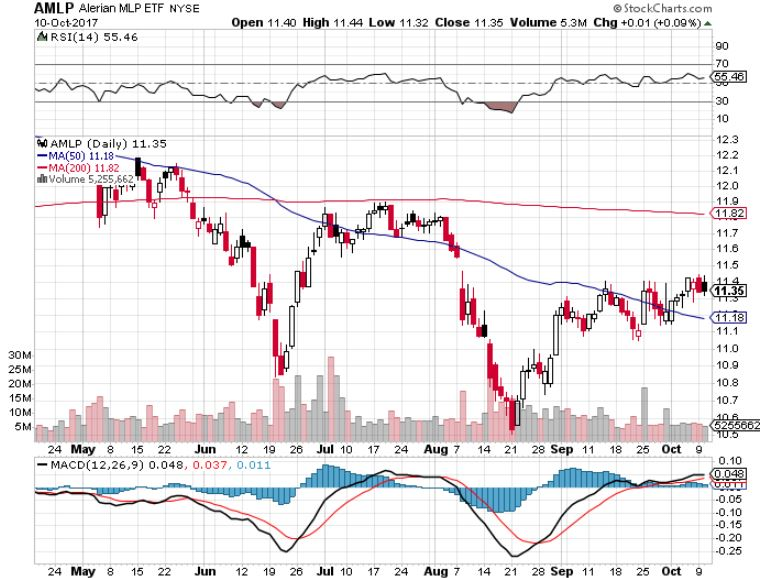 AMLP Alerian MLP ETF NYSE © StockCharts.com
10-Oct-2017 Open 11.40 High 11.44 Low 11.32 Close 11.35 Volume 5.3M Chg +0.01 (+0.09%)
RSI(14) 55.46
90
70
55.46
30
10
AMLP (Daily) 11.35
MA(50) 11.18
MA(200) 11.82
Volume 5,255,662
12.3
12.2
12.1
12.0
11.9
11.82
11.7
11.6
11.5
11.4
11.35
11.3
11.18
11.1
11.0
10.9
10.8
10.7
10.6
5255662
10.5
30M
25M
20M
15M
10M
5M
24 May 8 15 22 Jun 12 19 26 Jul 10 17 24 Aug 7 14 21 28 Sep 11 18 25 Oct 9
MACD(12,26,9) 0.048, 0.037, 0.011
0.10
0.048
0.011
-0.05
-0.10
-0.15
-0.20
-0.25
24 May 8 15 22 Jun 12 19 26 Jul 10 17 24 Aug 7 14 21 28 Sep 11 18 25 Oct 9